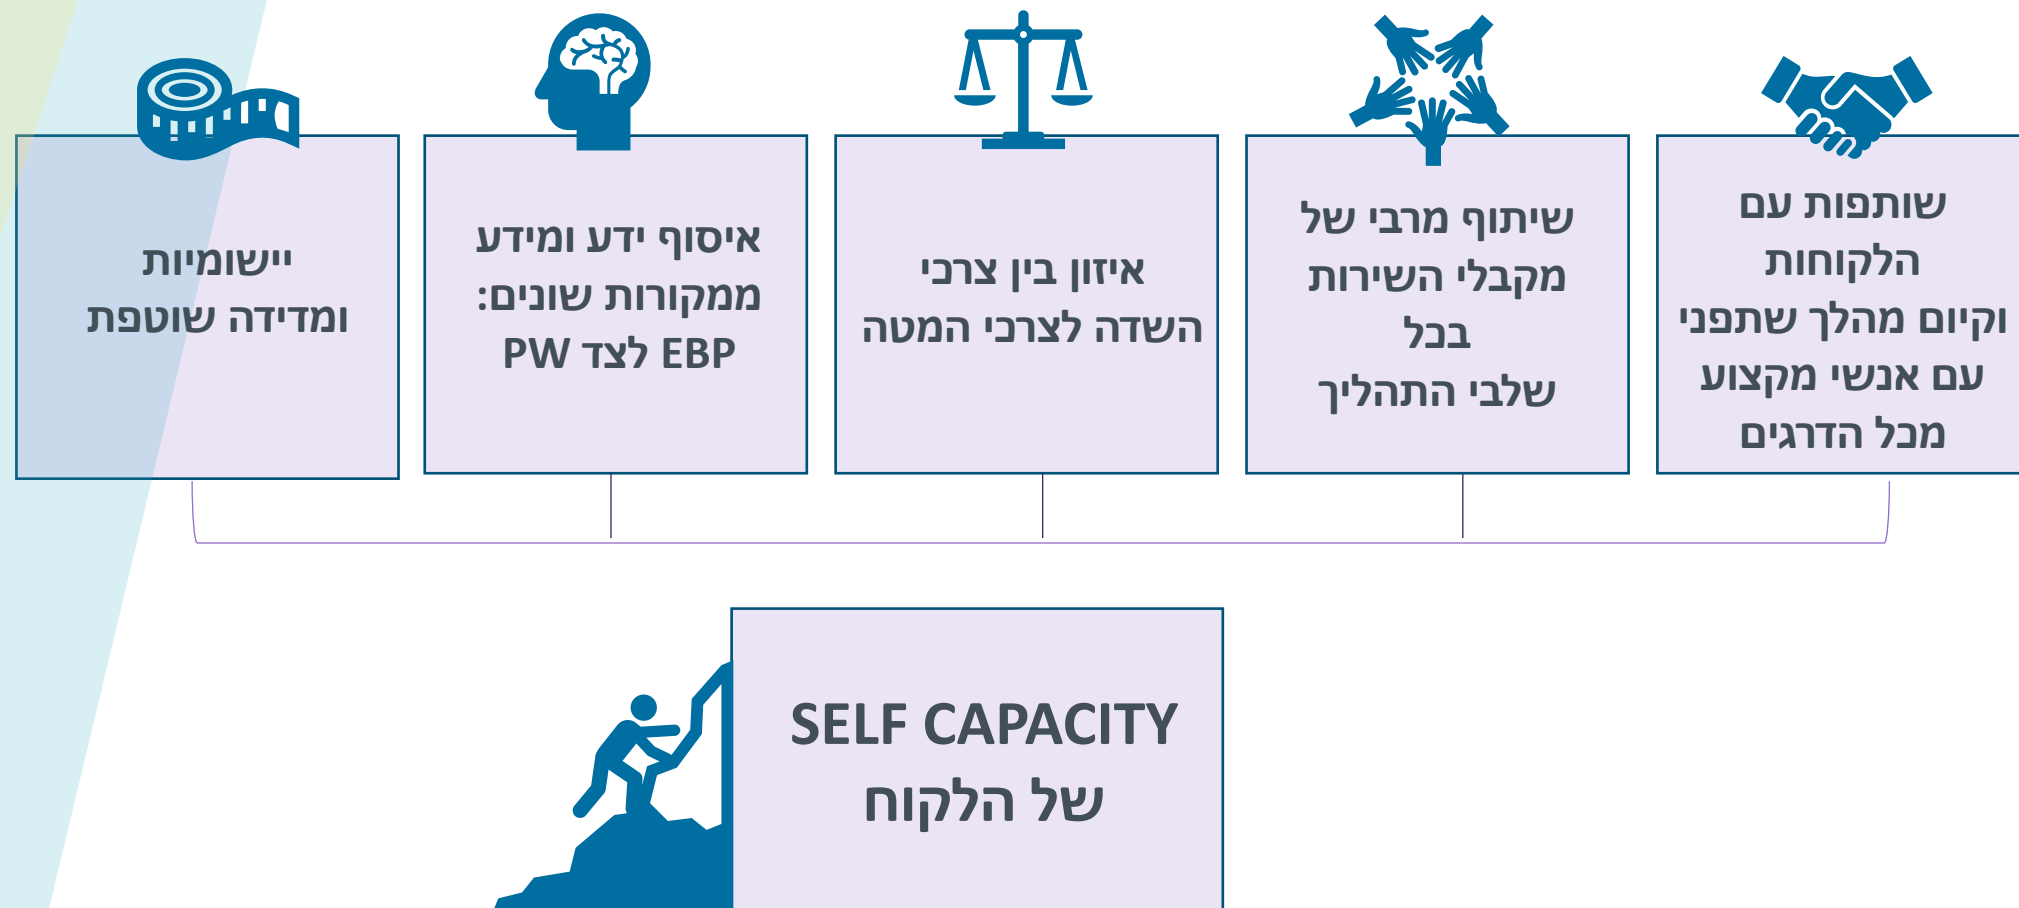 שותפות עם
הלקוחות
וקיום מהלך שתפני
עם אנשי מקצוע
מכל הדרגים
שיתוף מרבי של
מקבלי השירות
בכל
שלבי התהליך
איזון בין צרכי
השדה לצרכי המטה
איסוף ידע ומידע
ממקורות שונים:
EBP לצד PW
יישומיות
ומדידה שוטפת
SELF CAPACITY
של הלקוח